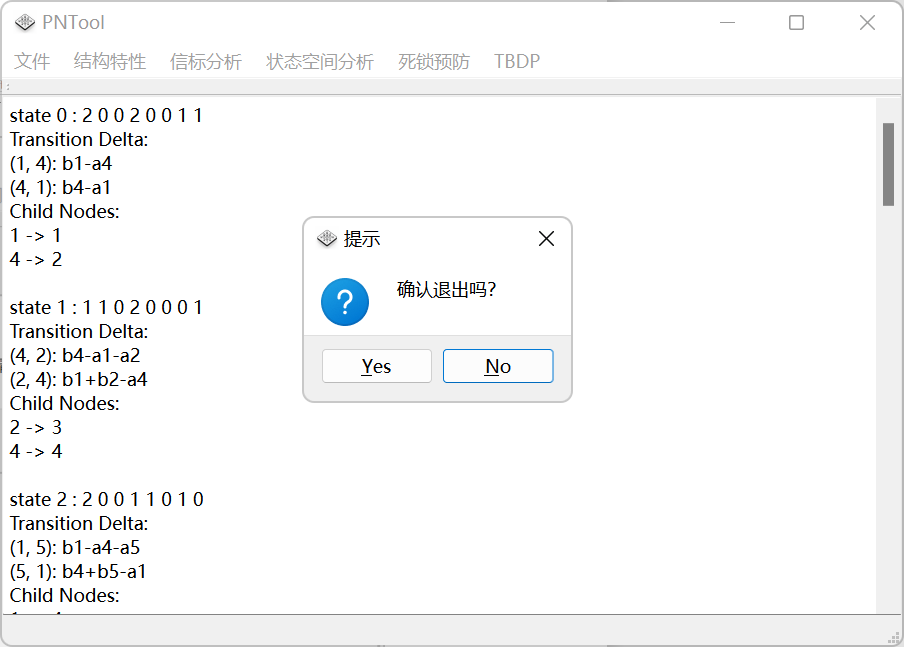 PNTool
文件 结构特性 信标分析 状态空间分析 死锁预防 TBDP
state 0 : 2 0 0 2 0 0 1 1
Transition Delta:
(1, 4): b1-a4
(4, 1): b4-a1
Child Nodes:
1 -> 1
4 -> 2
state 1 : 1 1 0 2 0 0 0 1
Transition Delta:
(4, 2): b4-a1-a2
(2, 4): b1+b2-a4
Child Nodes:
2 -> 3
4 -> 4
state 2 : 2 0 0 1 1 0 1 0
Transition Delta:
(1, 5): b1-a4-a5
(5, 1): b4+b5-a1
Child Nodes:
提示
确认退出吗?
Yes No